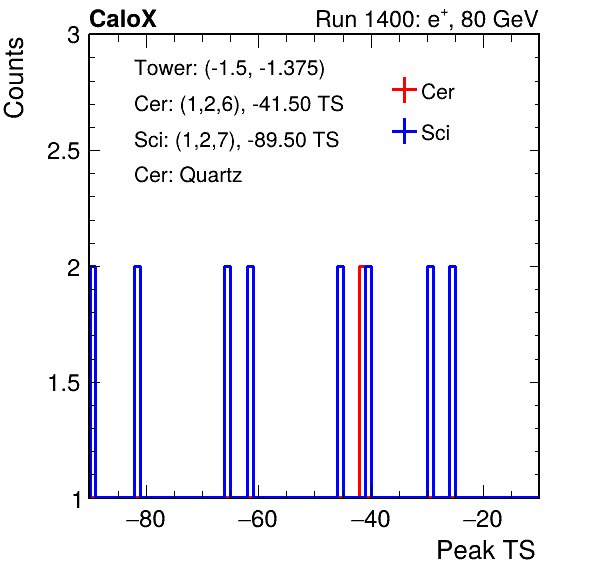 CaloX Run 1400: e+, 80 GeV
Counts
3
2.5
2
1.5
1
Tower: (-1.5, -1.375)
Cer: (1,2,6), -41.50 TS
Sci: (1,2,7), -89.50 TS
Cer: Quartz
Cer
Sci
−80 −60 −40 −20
Peak TS